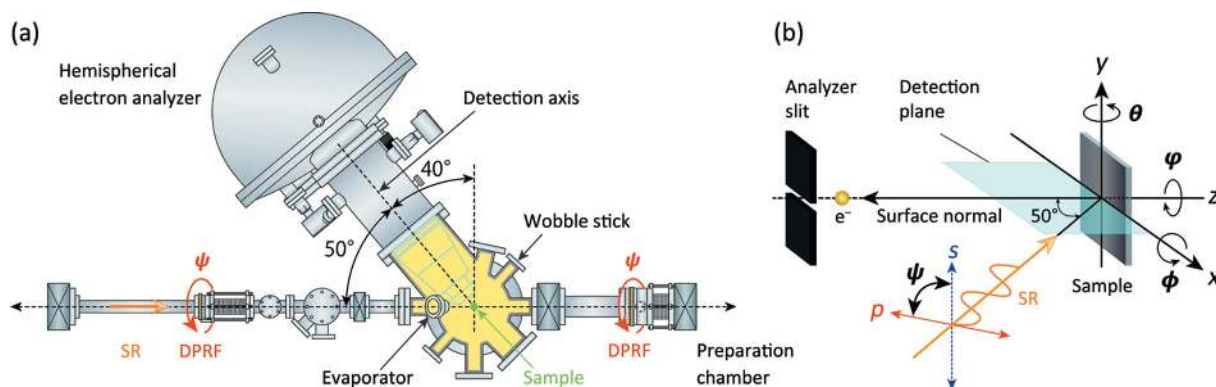 (a)
Hemispherical
electron analyzer
Detection axis
40°
50°
Wobble stick
ψ
ψ
SR
DPRF
DPRF
Evaporator
Sample
Preparation
chamber
(b)
Analyzer
slit
Detection
plane
y
θ
φ
z
e⁻
Surface normal
50°
ϕ
x
Sample
s
ψ
SR
p